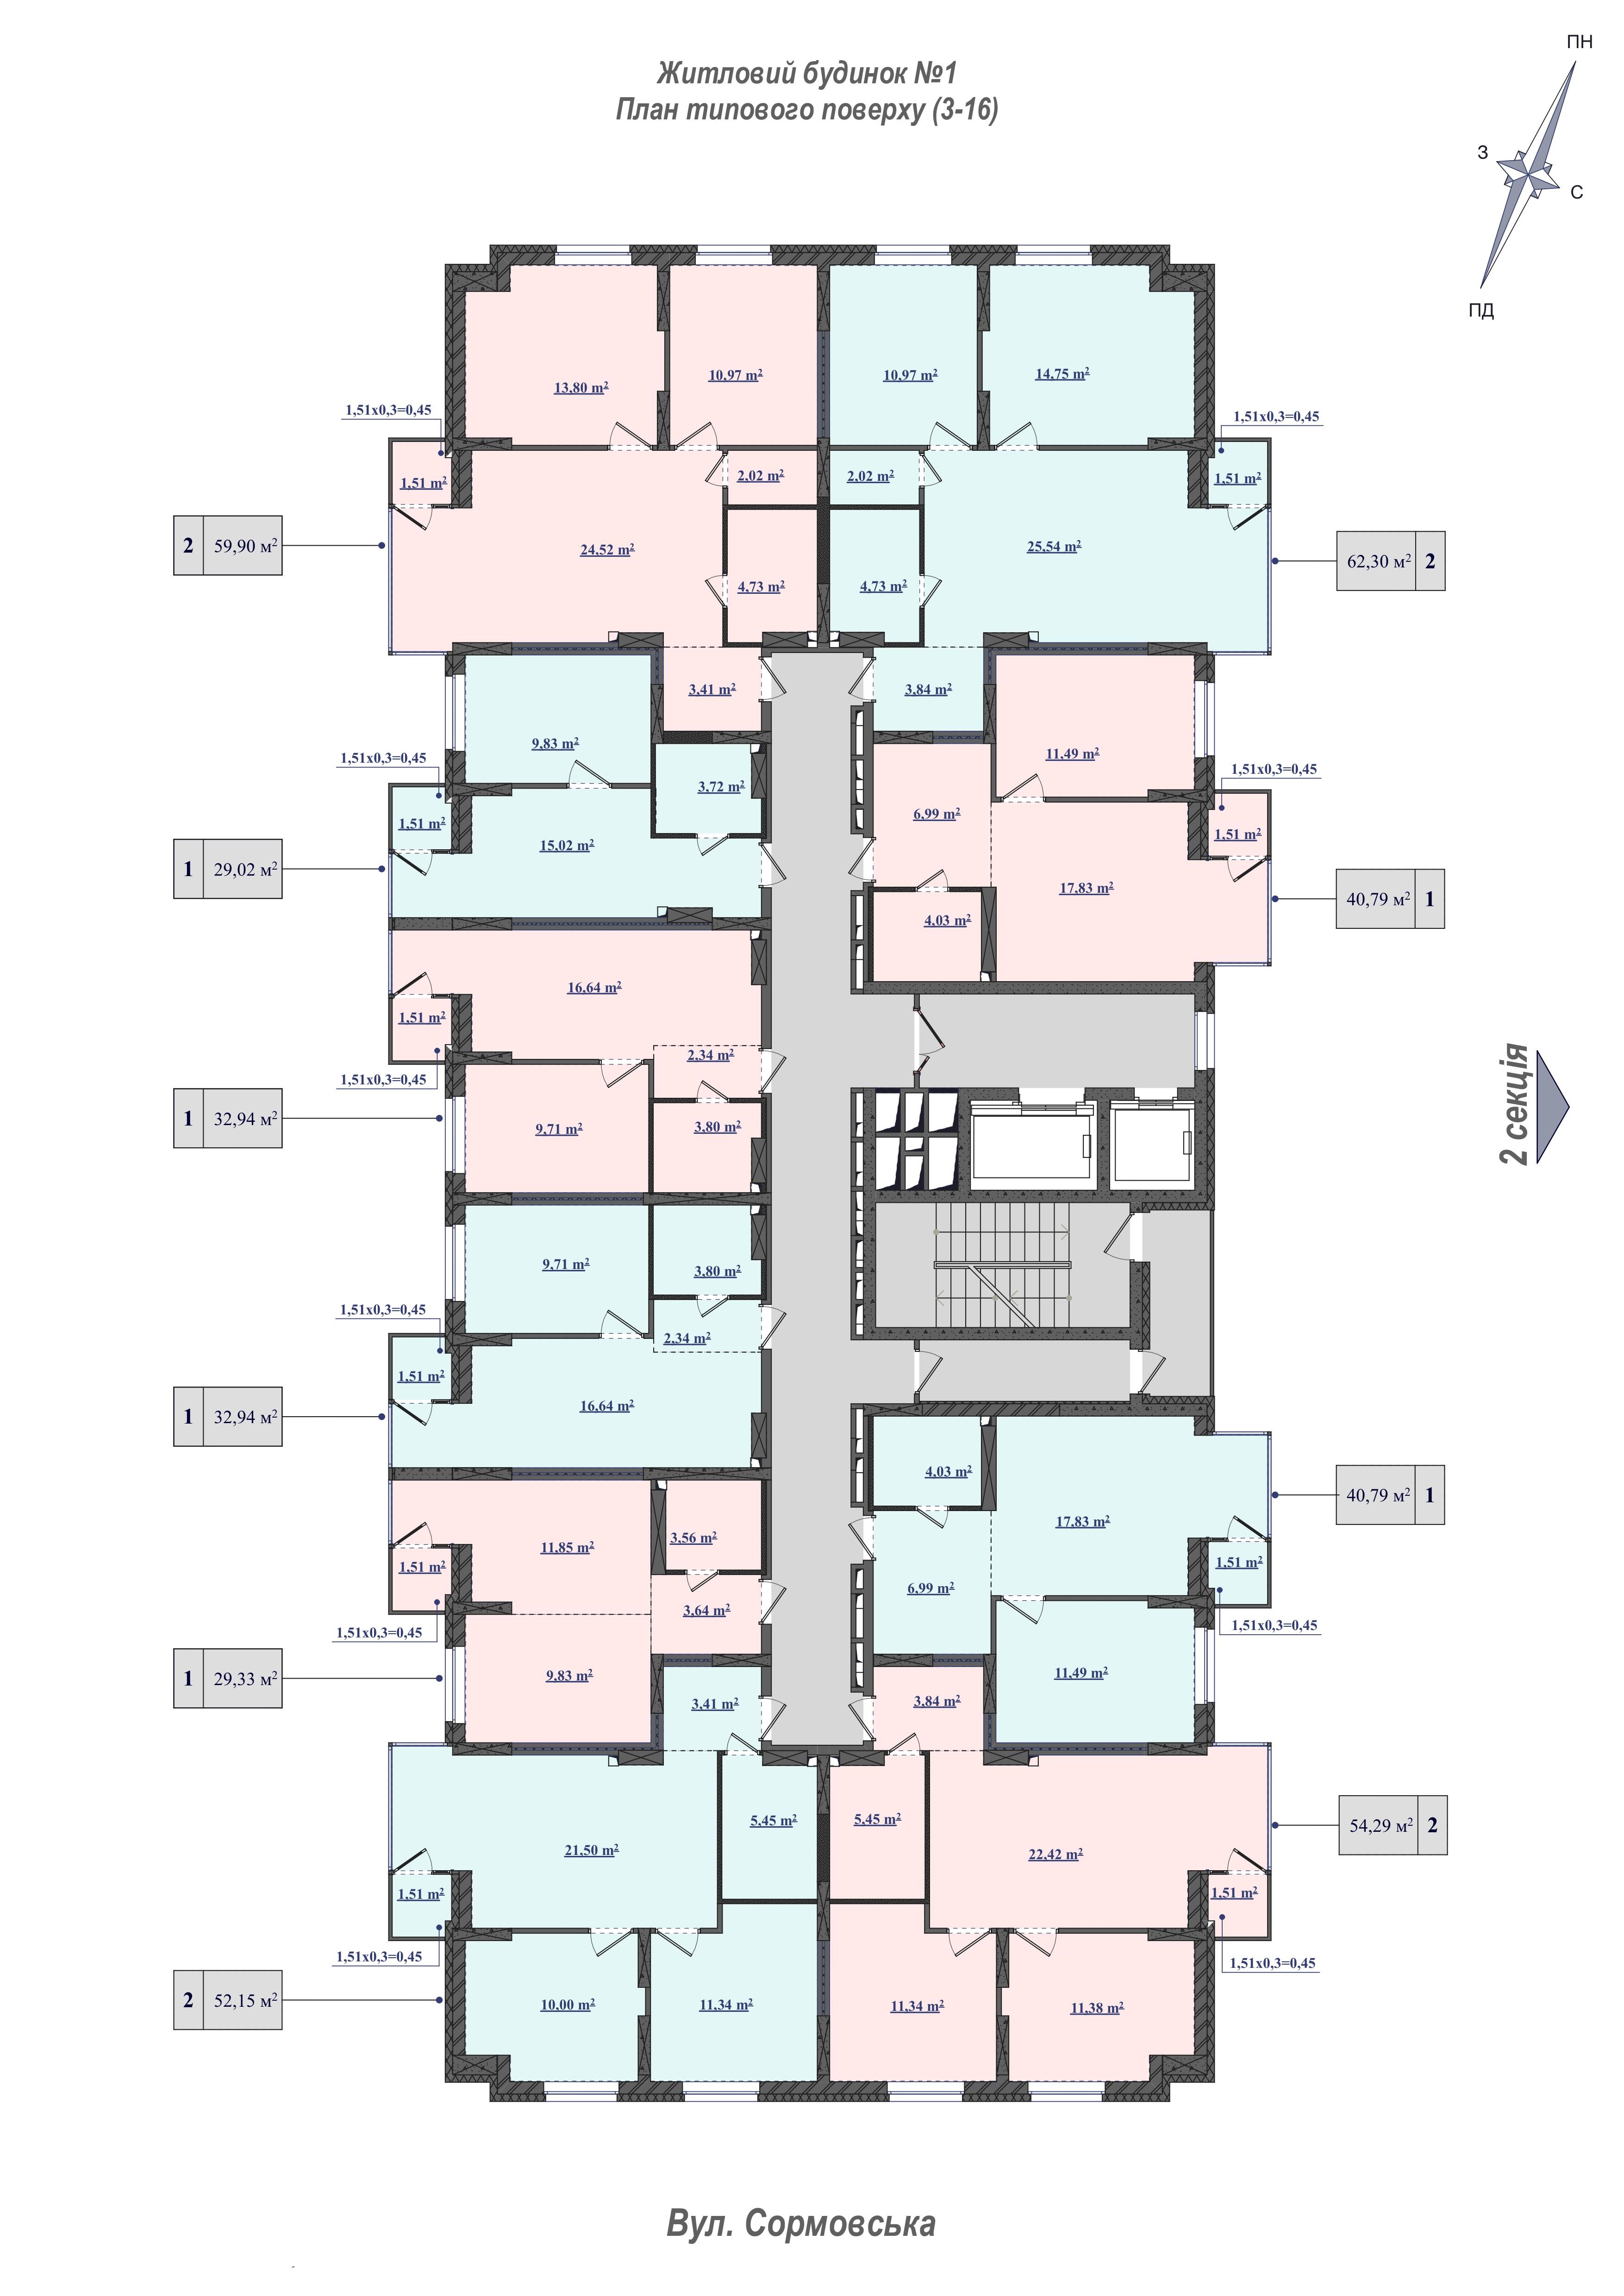 Житловий будинок №1
План типового поверху (3-16)
ПН
З
С
ПД
13,80 m²
10,97 m²
10,97 m²
14,75 m²
1,51x0,3=0,45
1,51x0,3=0,45
1,51 m²
2,02 m²
2,02 m²
1,51 m²
2 59,90 м²
24,52 m²
4,73 m²
4,73 m²
25,54 m²
62,30 м² 2
3,41 m²
3,84 m²
9,83 m²
11,49 m²
1,51x0,3=0,45
3,72 m²
1,51x0,3=0,45
1,51 m²
15,02 m²
6,99 m²
1,51 m²
1 29,02 м²
17,83 m²
40,79 м² 1
4,03 m²
16,64 m²
1,51 m²
2,34 m²
1,51x0,3=0,45
1 32,94 м²
9,71 m²
3,80 m²
2 секція
9,71 m²
3,80 m²
1,51x0,3=0,45
2,34 m²
1,51 m²
1 32,94 м²
16,64 m²
4,03 m²
40,79 м² 1
17,83 m²
3,56 m²
11,85 m²
1,51 m²
1,51 m²
6,99 m²
3,64 m²
1,51x0,3=0,45
1,51x0,3=0,45
1 29,33 м²
9,83 m²
11,49 m²
3,41 m²
3,84 m²
5,45 m²
5,45 m²
54,29 м² 2
21,50 m²
22,42 m²
1,51 m²
1,51 m²
1,51x0,3=0,45
1,51x0,3=0,45
2 52,15 м²
10,00 m²
11,34 m²
11,34 m²
11,38 m²
Вул. Сормовська